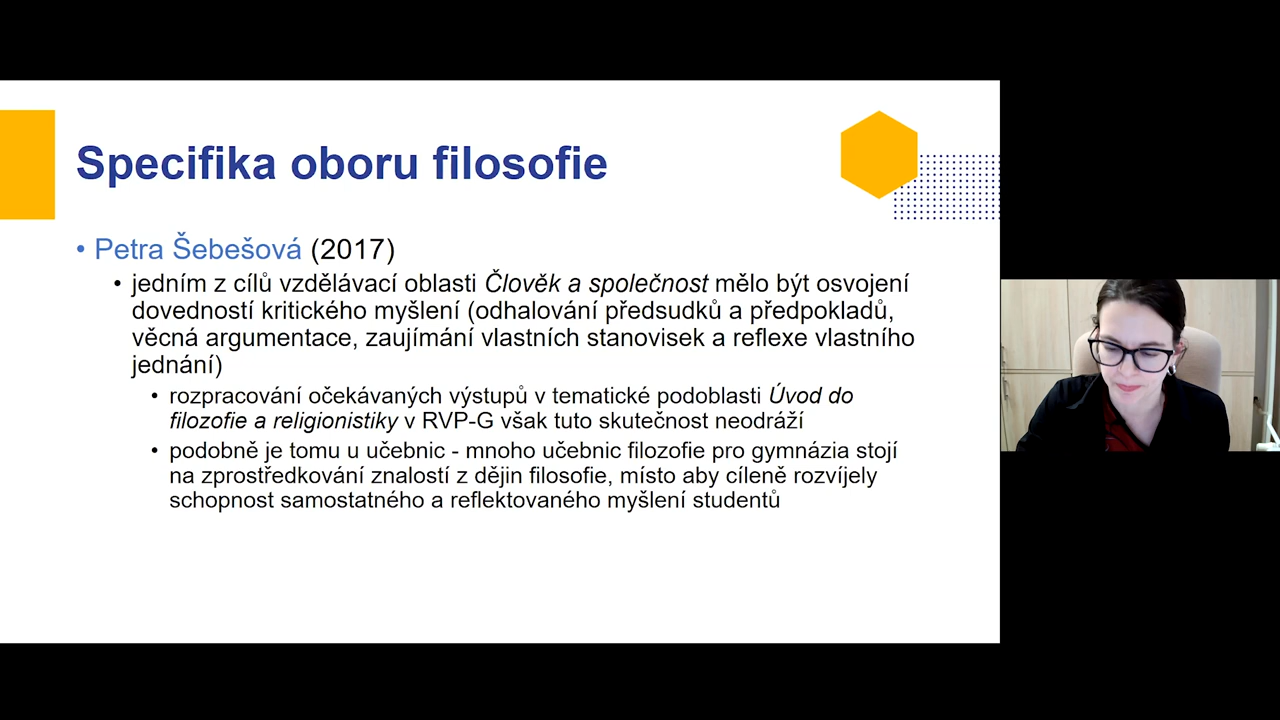 Specifika oboru filosofie
• Petra Šebešová (2017)
• jedním z cílů vzdělávací oblasti Člověk a společnost mělo být osvojení
dovedností kritického myšlení (odhalování předsudků a předpokladů,
věcná argumentace, zaujímání vlastních stanovisek a reflexe vlastního
jednání)
• rozpracování očekávaných výstupů v tematické podoblasti Úvod do
filozofie a religionistiky v RVP-G však tuto skutečnost neodráží
• podobně je tomu u učebnic - mnoho učebnic filozofie pro gymnázia stojí
na zprostředkování znalostí z dějin filosofie, místo aby cíleně rozvíjely
schopnost samostatného a reflektovaného myšlení studentů